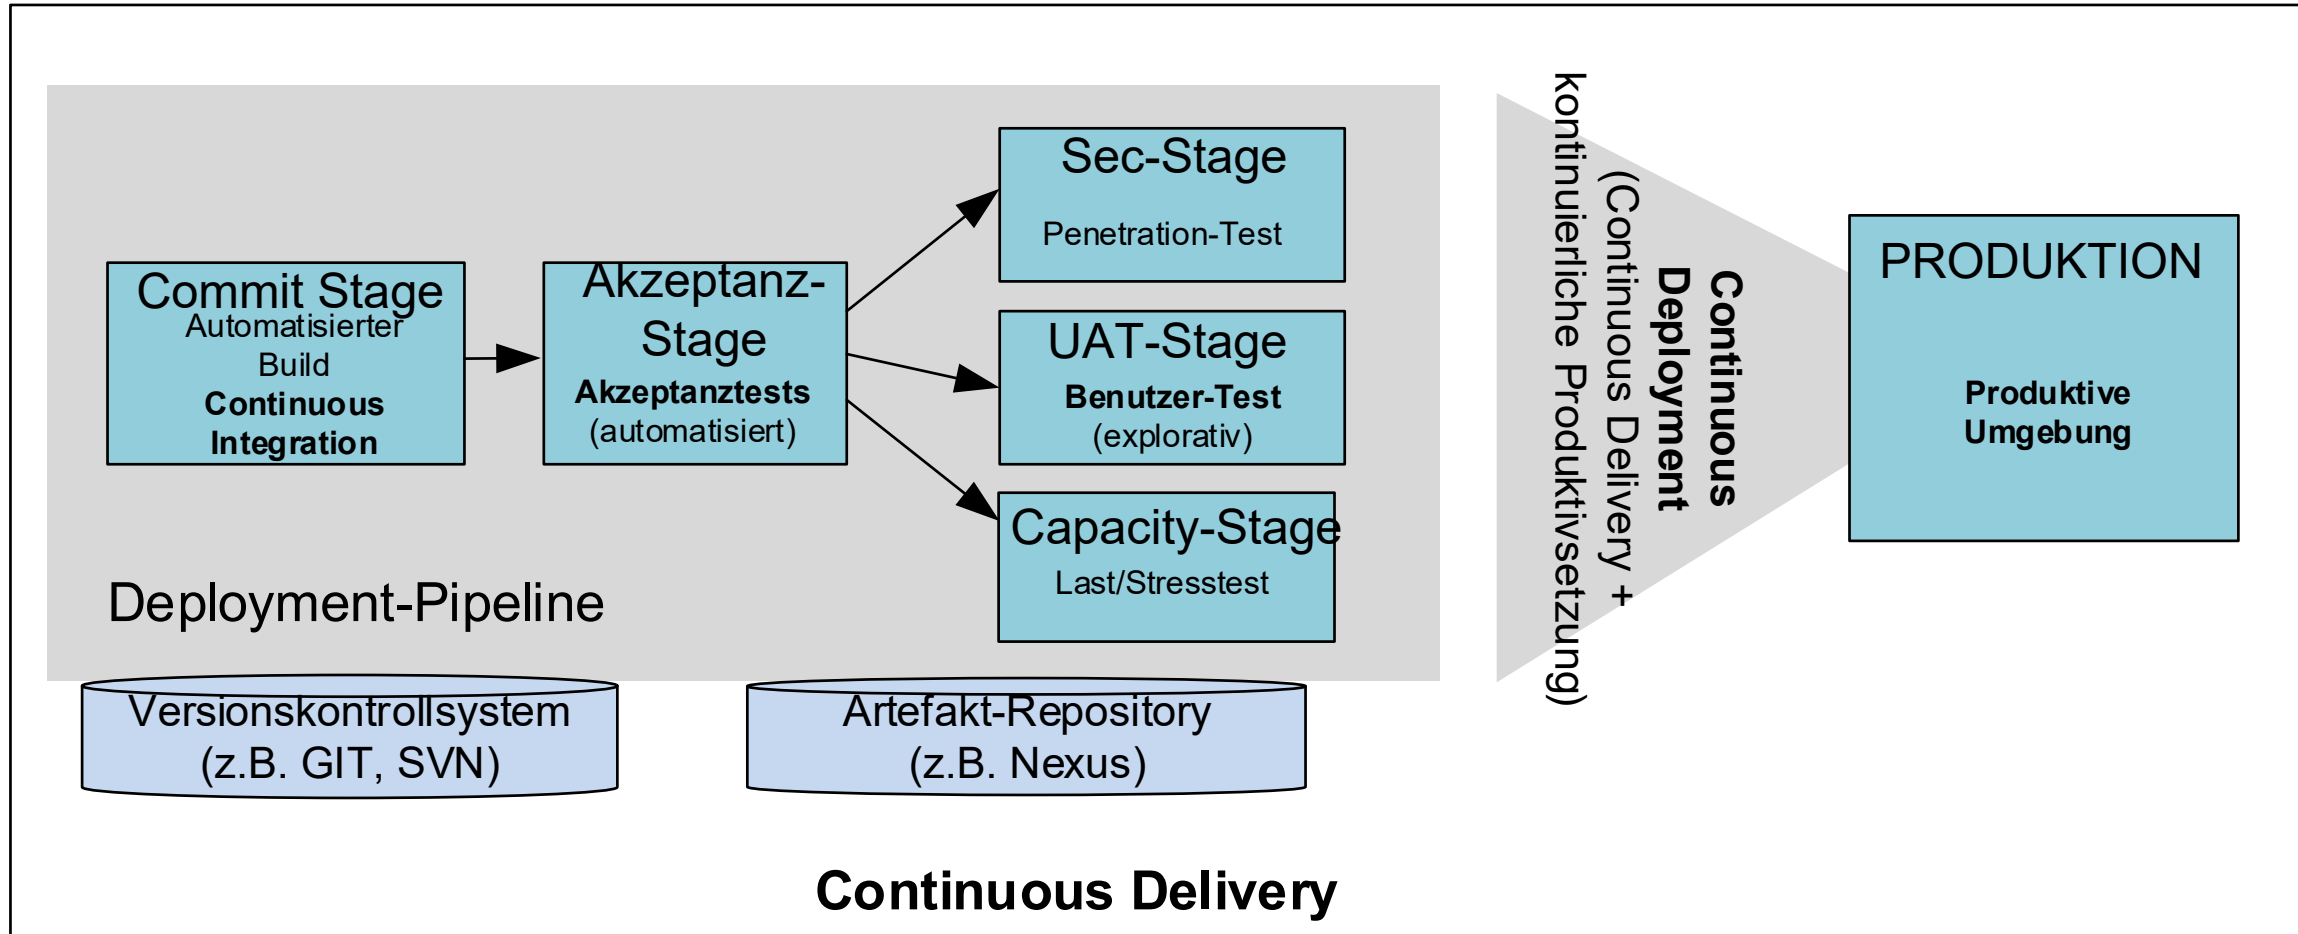 Commit Stage
Automatisierter
Build
Continuous
Integration
Akzeptanz-
Stage
Akzeptanztests
(automatisiert)
Sec-Stage
Penetration-Test
UAT-Stage
Benutzer-Test
(explorativ)
Capacity-Stage
Last/Stresstest
Deployment-Pipeline
Versionskontrollsystem
(z.B. GIT, SVN)
Artefakt-Repository
(z.B. Nexus)
Continuous
Deployment
(Continuous Delivery +
kontinuierliche Produktivsetzung)
PRODUKTION
Produktive
Umgebung
Continuous Delivery